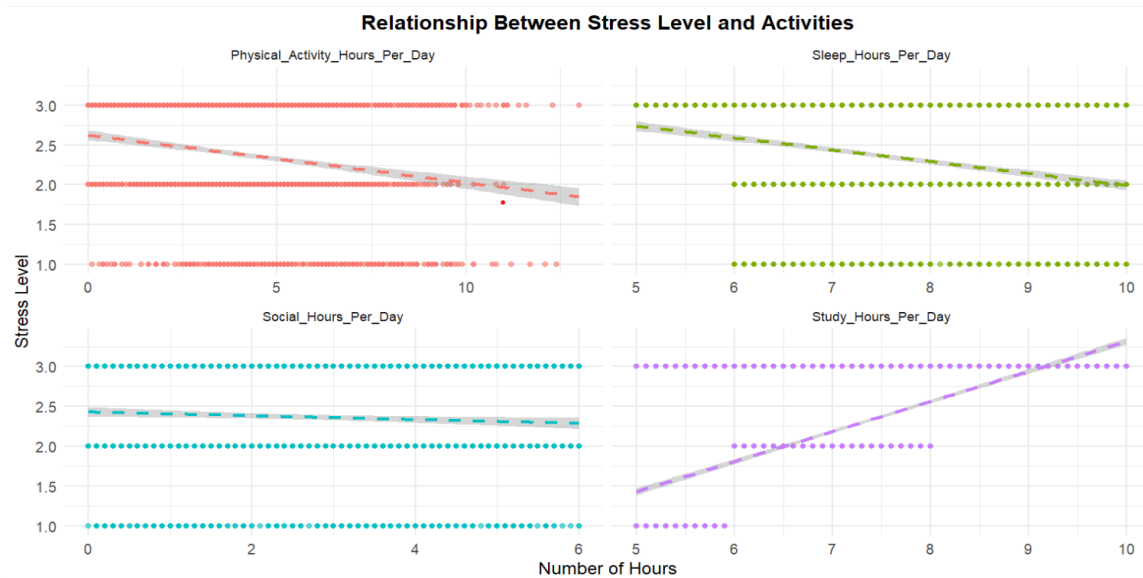 Relationship Between Stress Level and Activities
Physical_Activity_Hours_Per_Day
Sleep_Hours_Per_Day
3.0
2.5
2.0
1.5
1.0
0 5 10
5 6 7 8 9 10
Stress Level
Social_Hours_Per_Day
Study_Hours_Per_Day
3.0
2.5
2.0
1.5
1.0
0 2 4 6
5 6 7 8 9 10
Number of Hours